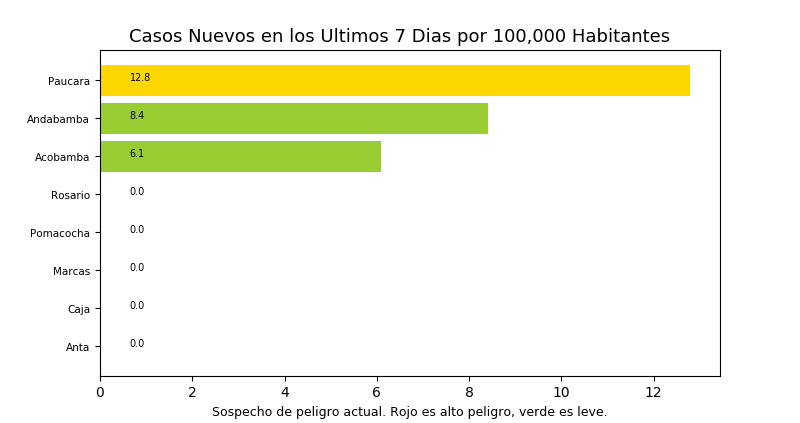 Casos Nuevos en los Ultimos 7 Dias por 100,000 Habitantes
Paucara 12.8
Andabamba 8.4
Acobamba 6.1
Rosario 0.0
Pomacocha 0.0
Marcas 0.0
Caja 0.0
Anta 0.0
0 2 4 6 8 10 12
Sospecho de peligro actual. Rojo es alto peligro, verde es leve.